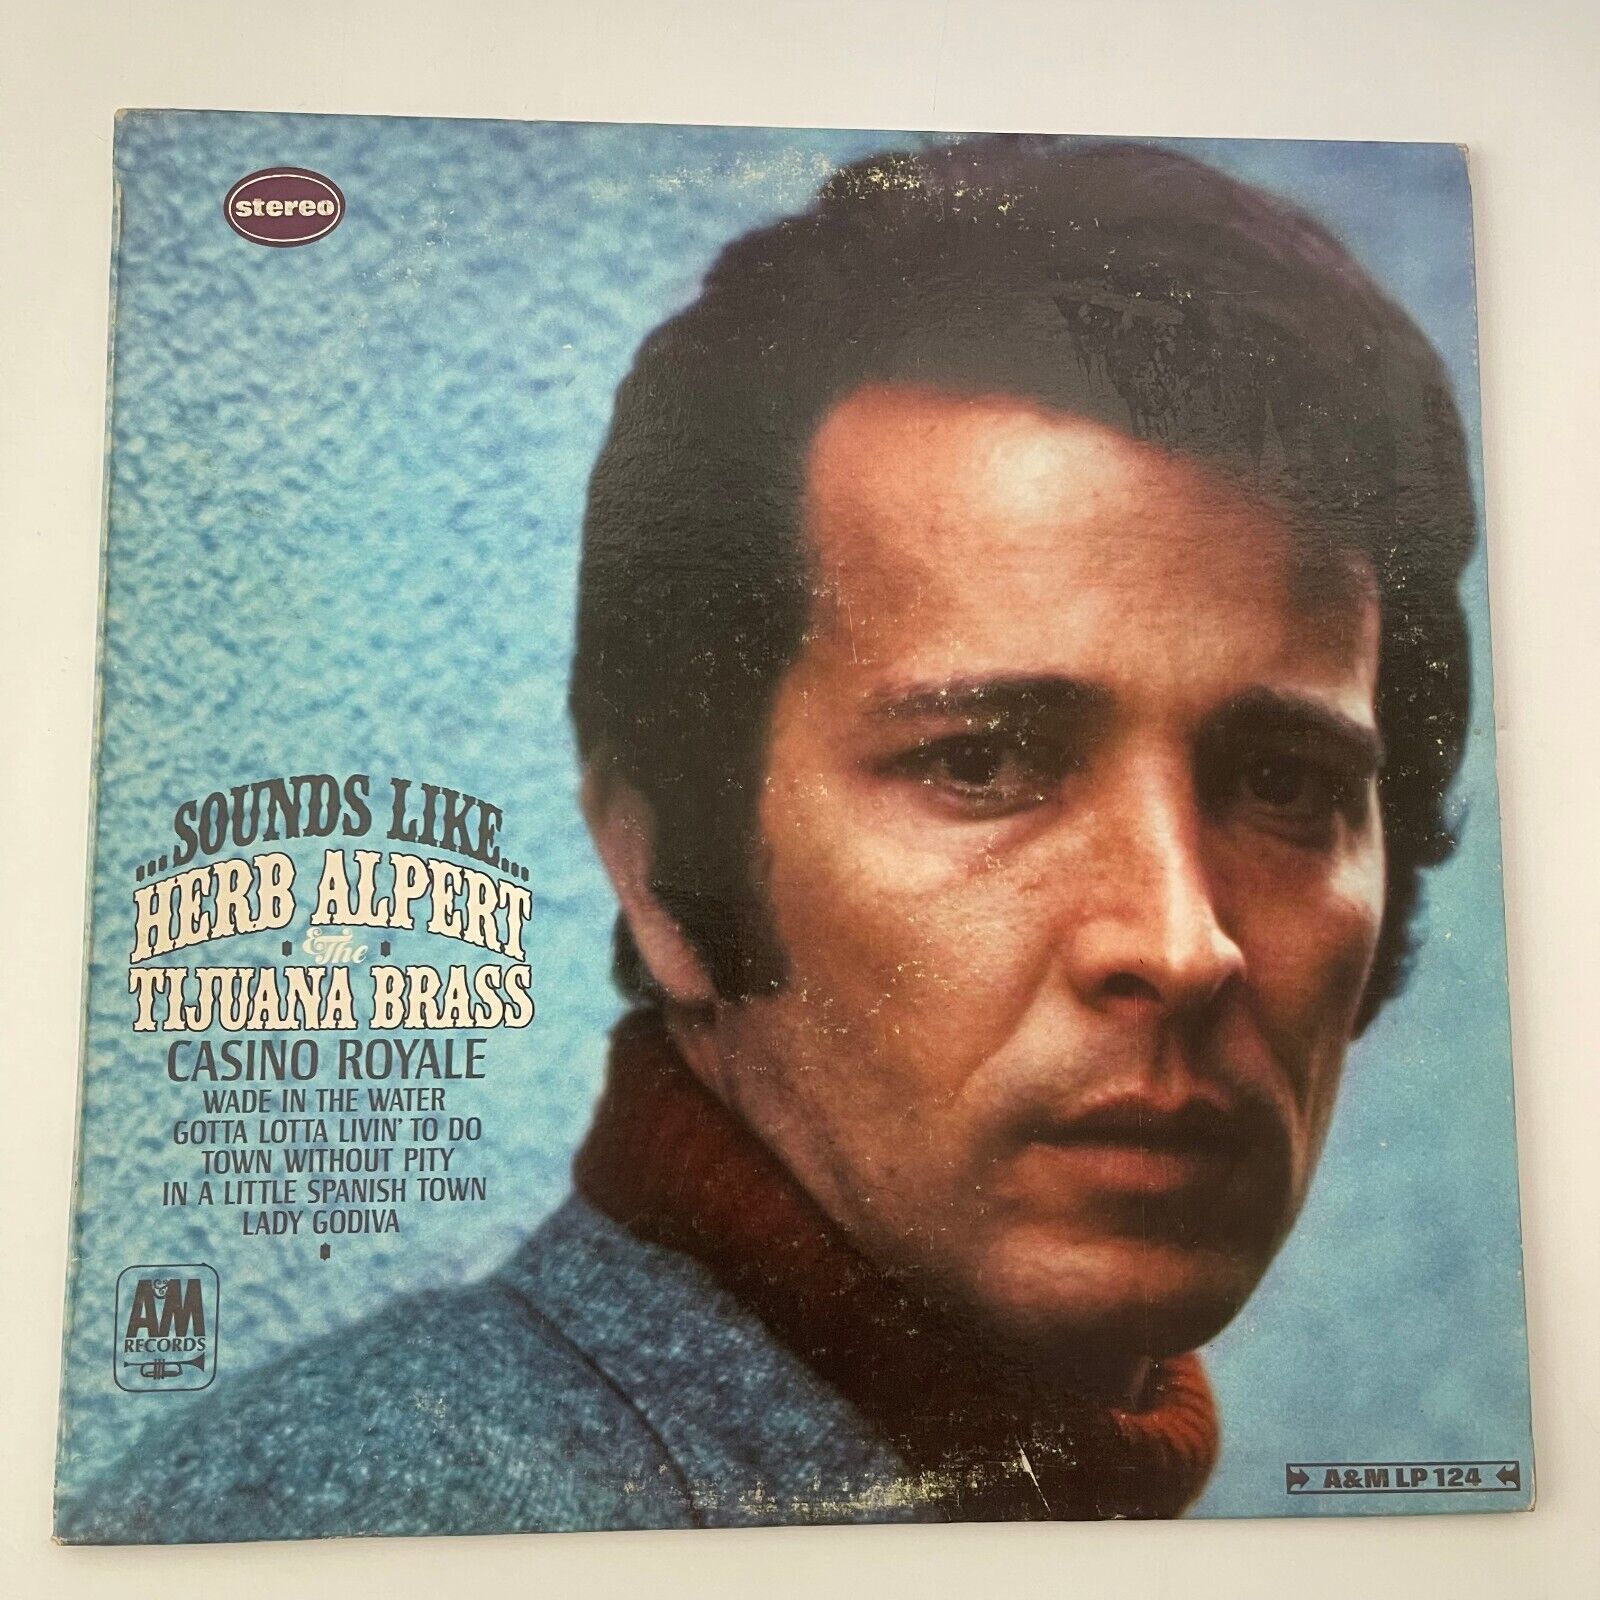 stereo
...SOUNDS LIKE...
HERB ALPERT
& The
TIJUANA BRASS
CASINO ROYALE
WADE IN THE WATER
GOTTA LOTTA LIVIN' TO DO
TOWN WITHOUT PITY
IN A LITTLE SPANISH TOWN
LADY GODIVA
A&M
RECORDS
A&M LP 124